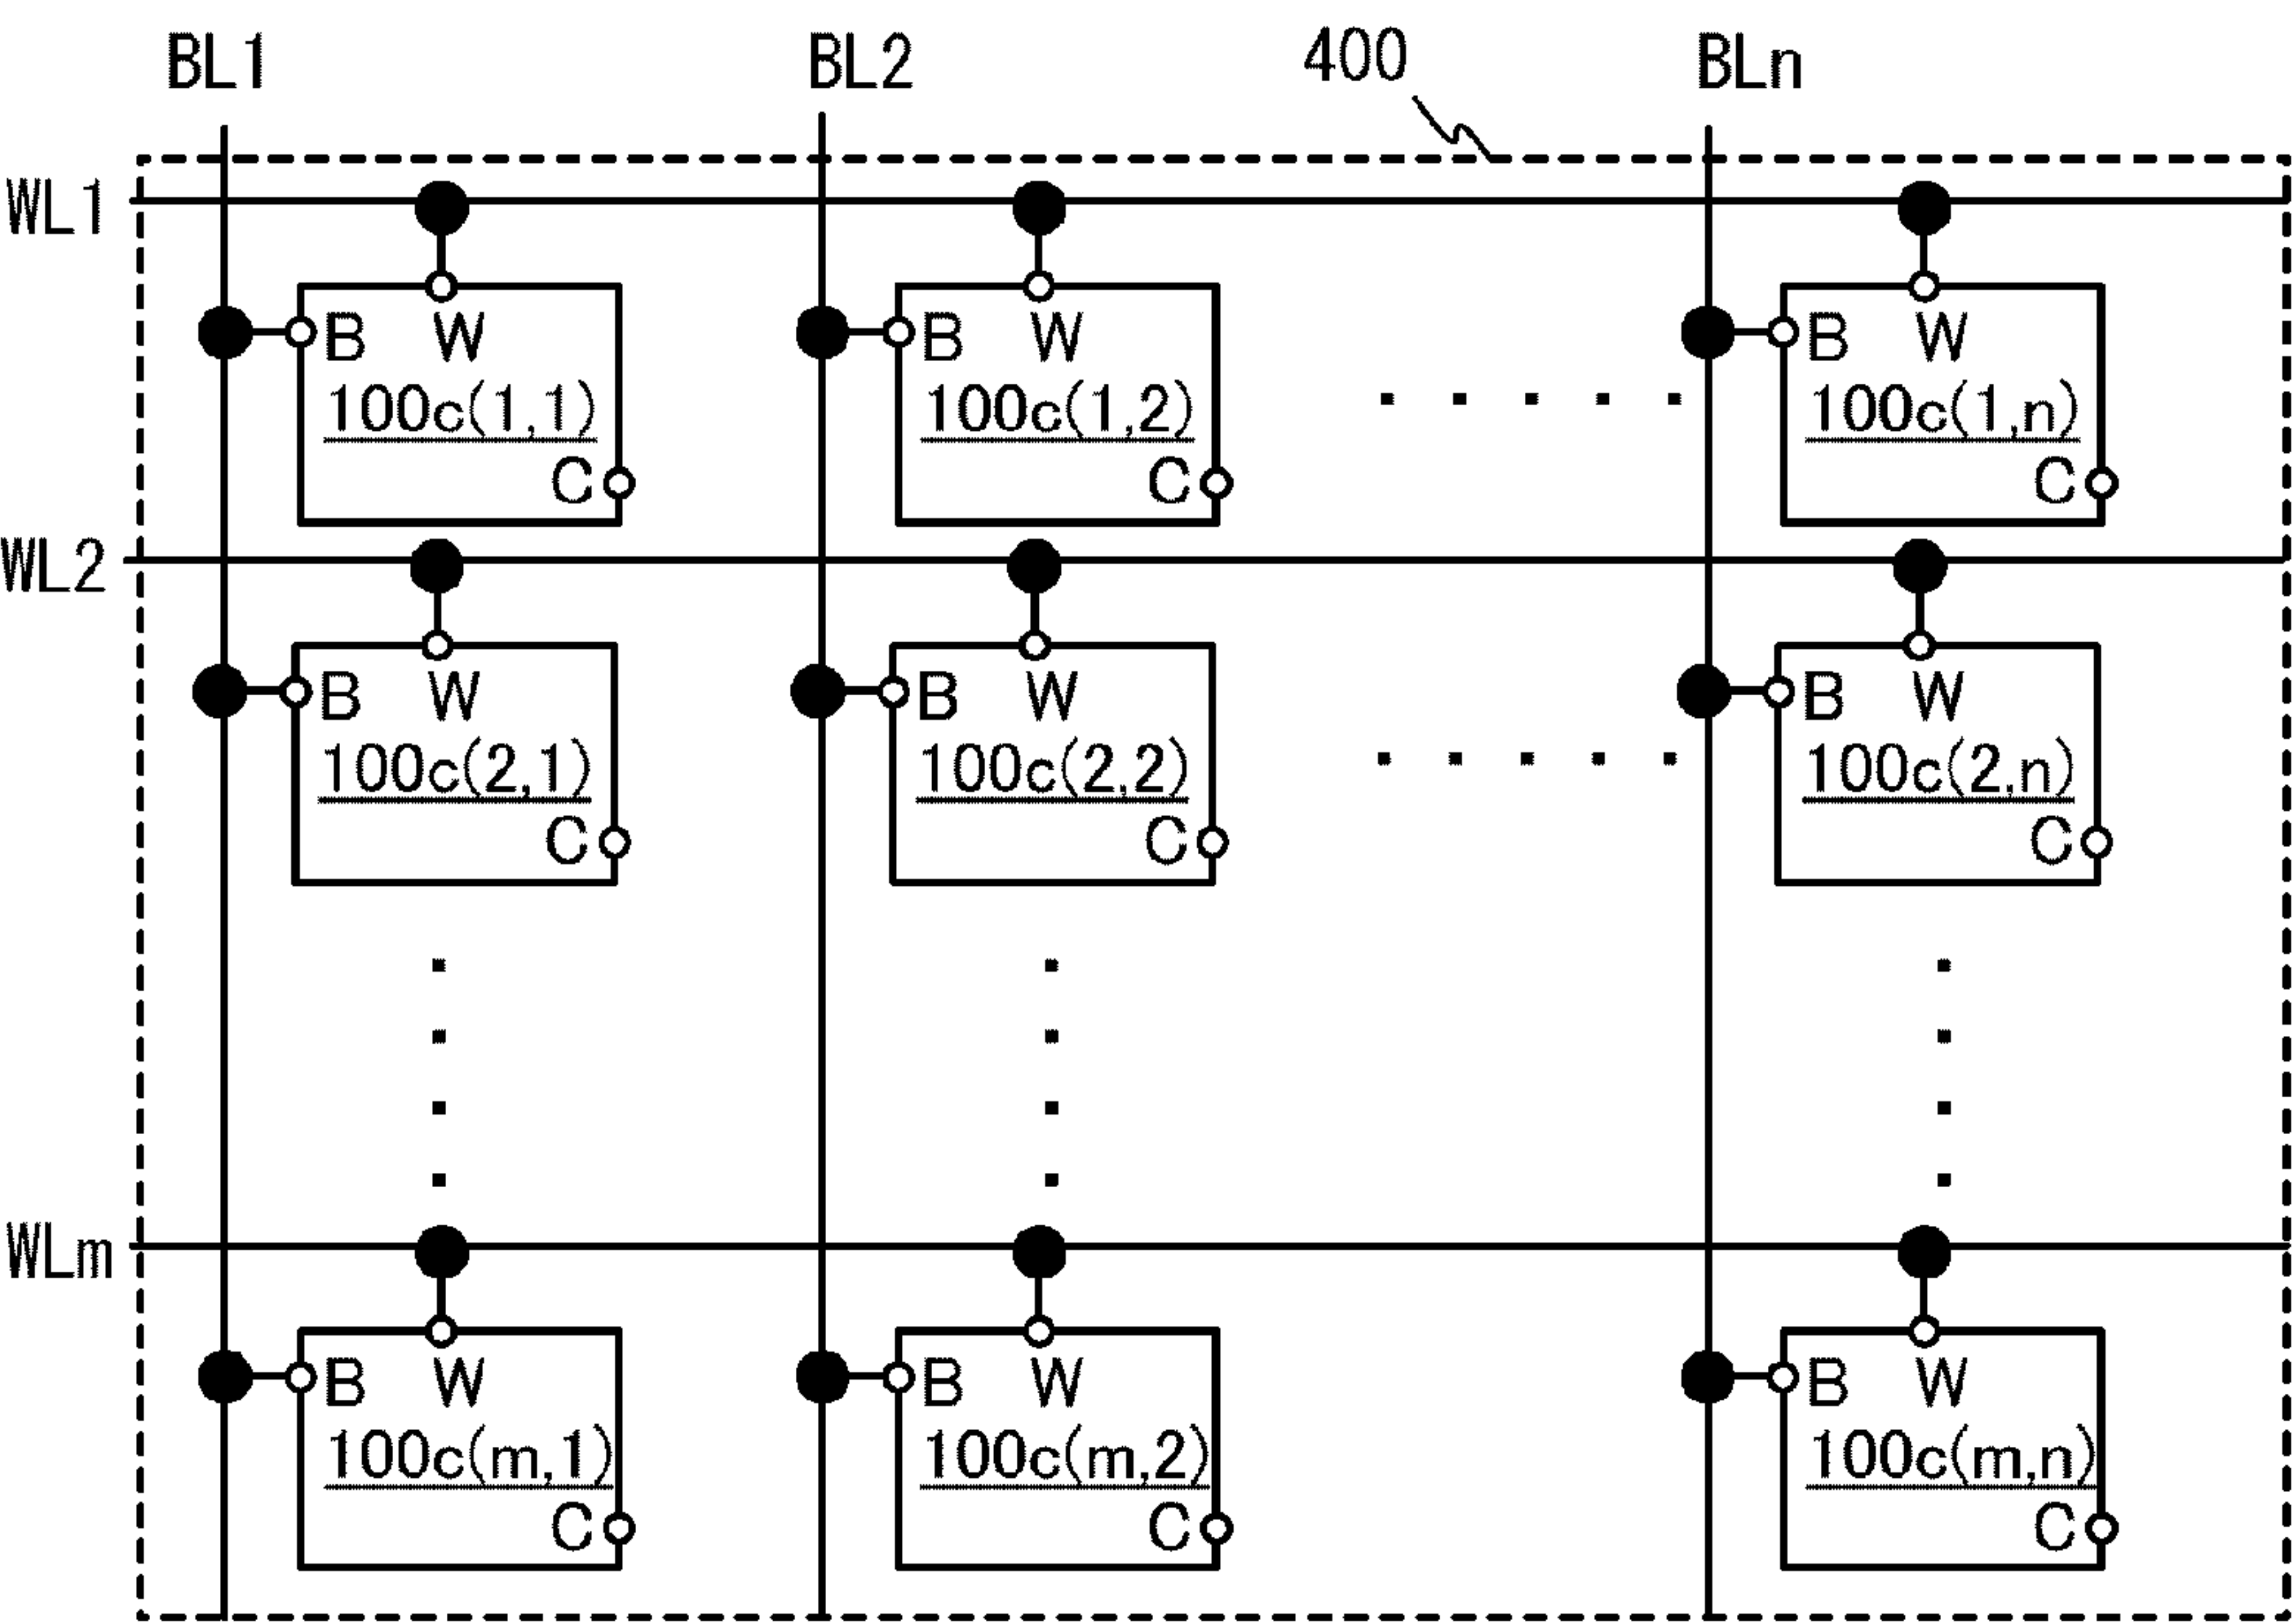 BL1 BL2 400 BLn
WL1
B W B W B W
100c(1,1) 100c(1,2) 100c(1,n)
C C C
WL2
B W B W B W
100c(2,1) 100c(2,2) 100c(2,n)
C C C
WLm
B W B W B W
100c(m,1) 100c(m,2) 100c(m,n)
C C C